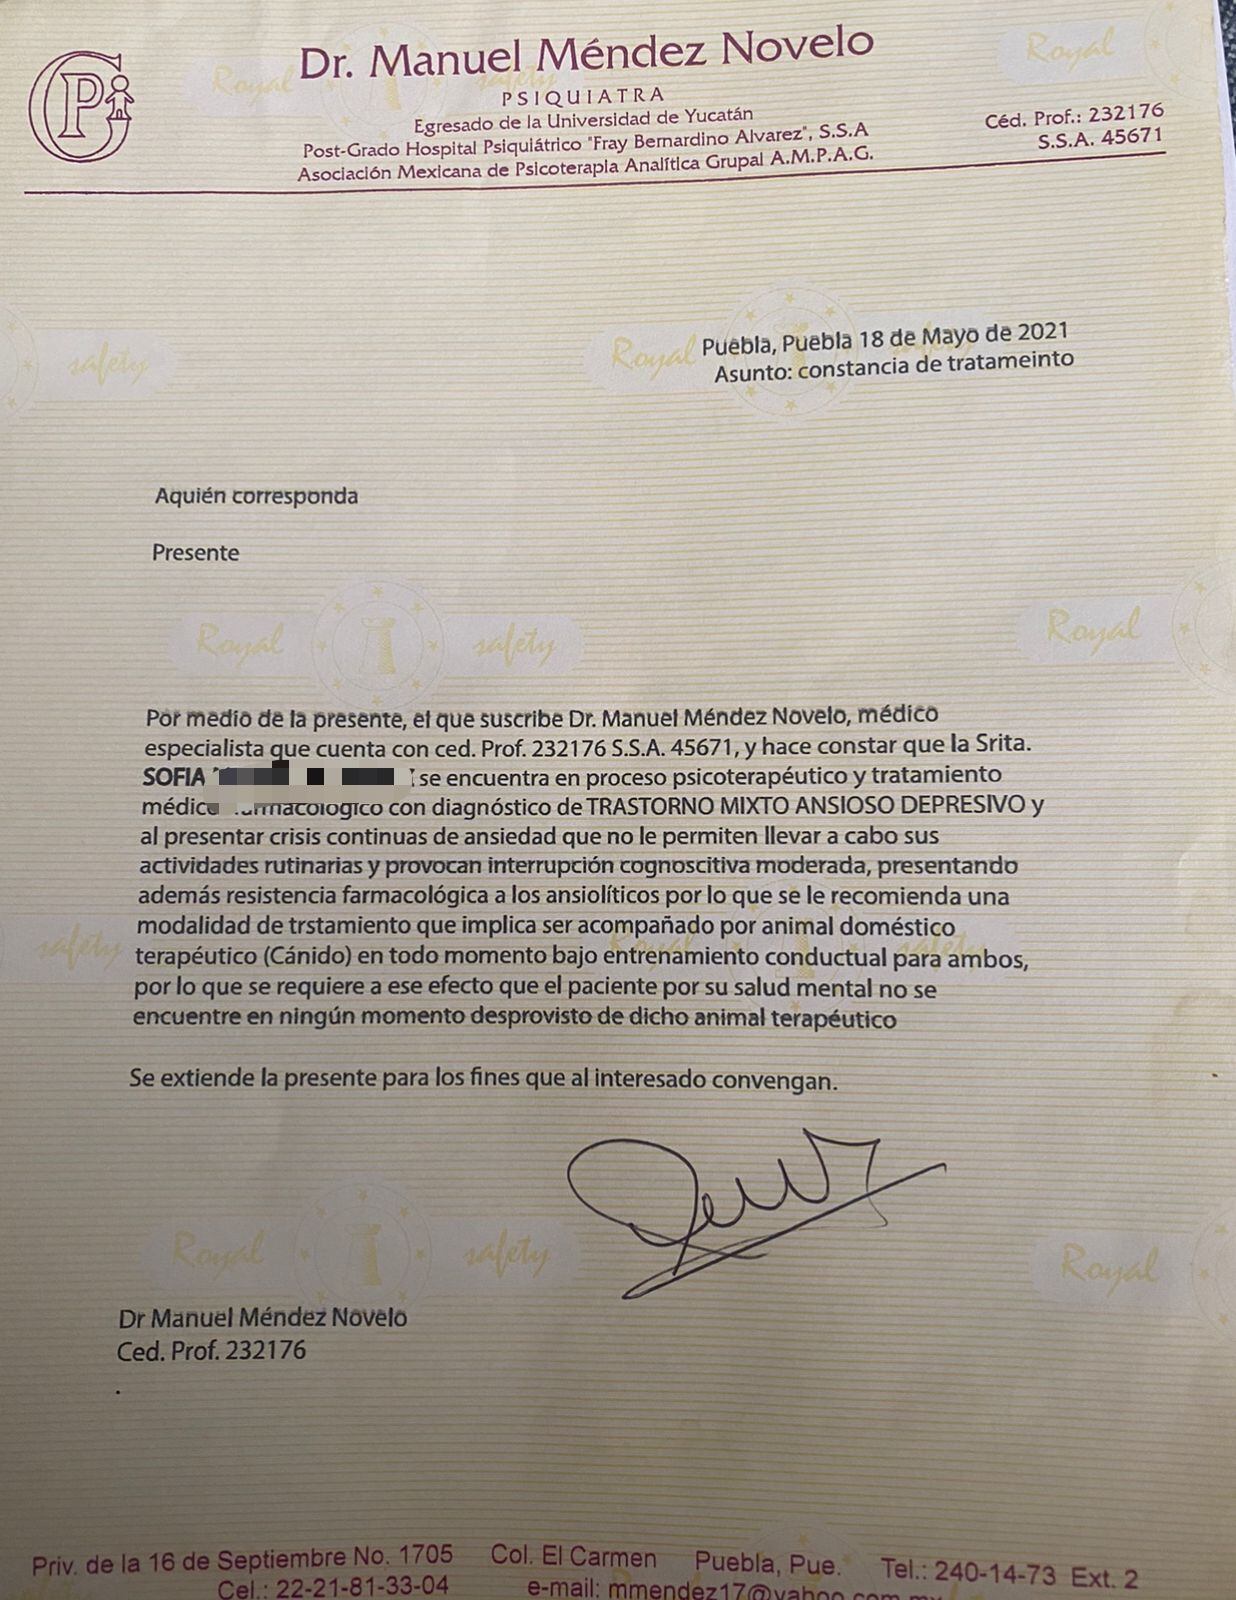 Dr. Manuel Méndez Novelo
PSIQUIATRA
Egresado de la Universidad de Yucatán
Post-Grado Hospital Psiquiátrico "Fray Bernardino Alvarez", S.S.A
Asociación Mexicana de Psicoterapia Analítica Grupal A.M.P.A.G.
Céd. Prof.: 232176
S.S.A. 45671
Puebla, Puebla 18 de Mayo de 2021
Asunto: constancia de tratameinto
Aquién corresponda
Presente
Por medio de la presente, el que suscribe Dr. Manuel Méndez Novelo, médico
especialista que cuenta con ced. Prof. 232176 S.S.A. 45671, y hace constar que la Srita.
SOFIA se encuentra en proceso psicoterapéutico y tratamiento
con diagnóstico de TRASTORNO MIXTO ANSIOSO DEPRESIVO y
al presentar crisis continuas de ansiedad que no le permiten llevar a cabo sus
actividades rutinarias y provocan interrupción cognoscitiva moderada, presentando
además resistencia farmacológica a los ansiolíticos por lo que se le recomienda una
modalidad de trstamiento que implica ser acompañado por animal doméstico
terapéutico (Cánido) en todo momento bajo entrenamiento conductual para ambos,
por lo que se requiere a ese efecto que el paciente por su salud mental no se
encuentre en ningún momento desprovisto de dicho animal terapéutico
Se extiende la presente para los fines que al interesado convengan.
Dr Manuel Méndez Novelo
Ced. Prof. 232176
.
Priv. de la 16 de Septiembre No. 1705 Col. El Carmen Puebla, Pue. Tel.: 240-14-73 Ext. 2
Cel.: 22-21-81-33-04 e-mail: mmendez17@yahoo.com.mx
Royal safety